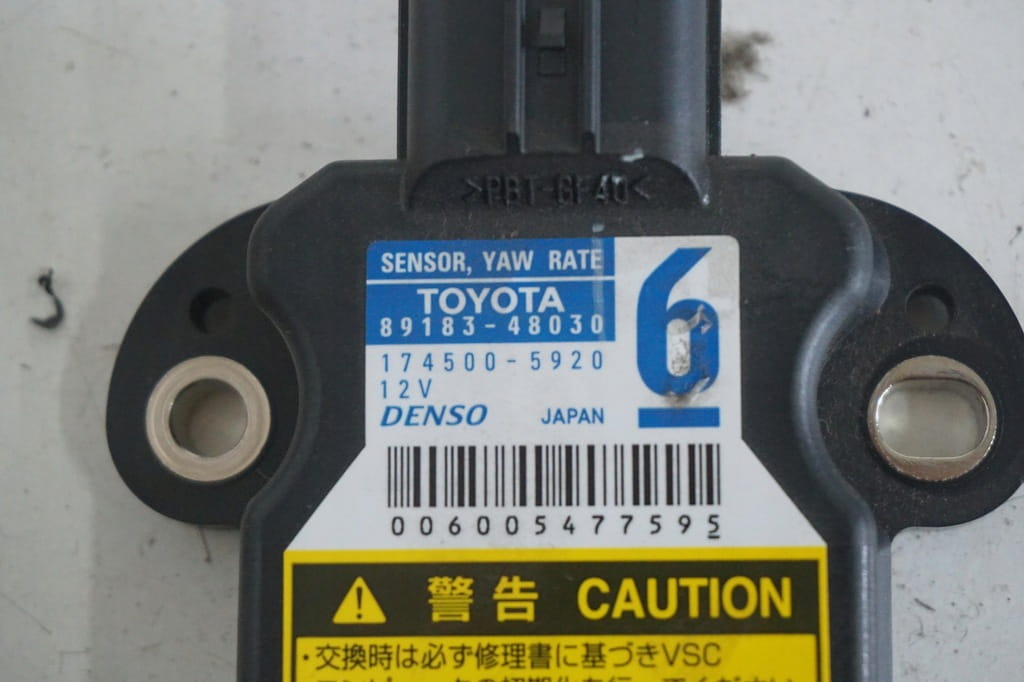 >PBT-GF40<
SENSOR, YAW RATE
TOYOTA
89183-48030
6
174500-5920
12V
DENSO JAPAN
006005477595
警告 CAUTION
・交換時は必ず修理書に基づきVSC